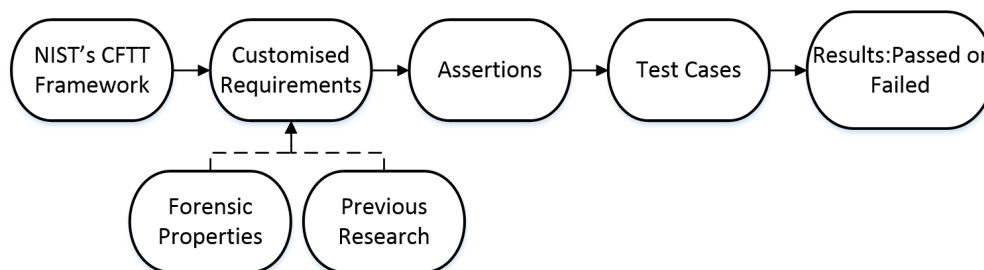 NIST's CFTT
Framework
Customised
Requirements
Assertions
Test Cases
Results:Passed or
Failed
Forensic
Properties
Previous
Research